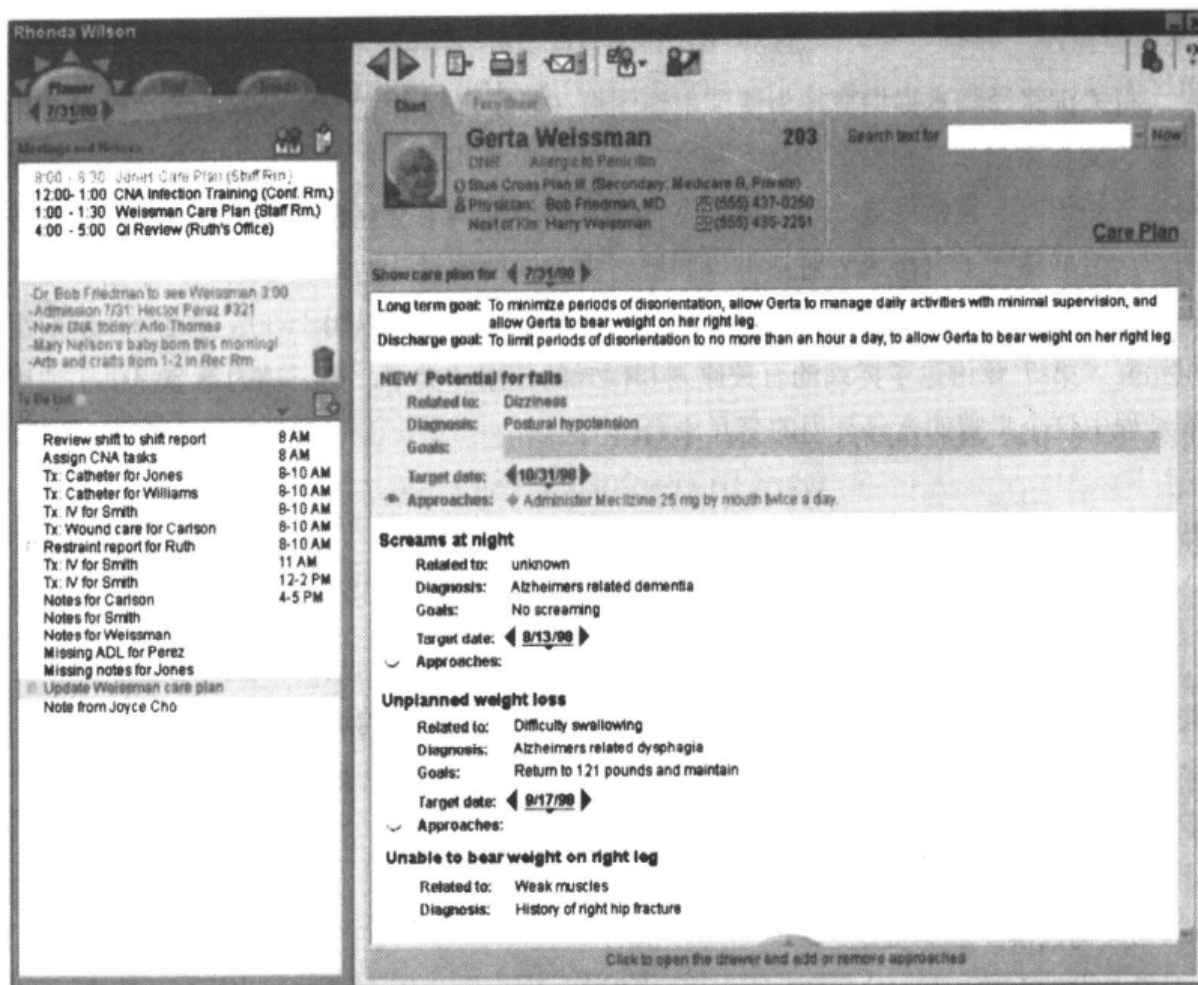 Rhonda Wilson
Planner
7/31/98
Meetings and Notices
8:00 - 8:30 Jones Care Plan (Staff Rm.)
12:00- 1:00 CNA Infection Training (Conf. Rm.)
1:00 - 1:30 Weissman Care Plan (Staff Rm.)
4:00 - 5:00 QI Review (Ruth's Office)
-Dr Bob Friedman to see Weissman 3:00
-Admission 7/31: Hector Perez #321
-New CNA today: Arlo Thomas
-Mary Nelson's baby born this morning!
-Arts and crafts from 1-2 in Rec Rm
To Do List
Review shift to shift report 8 AM
Assign CNA tasks 8 AM
Tx: Catheter for Jones 8-10 AM
Tx: Catheter for Williams 8-10 AM
Tx: IV for Smith 8-10 AM
Tx: Wound care for Carlson 8-10 AM
Restraint report for Ruth 8-10 AM
Tx: IV for Smith 11 AM
Tx: IV for Smith 12-2 PM
Notes for Carlson 4-5 PM
Notes for Smith
Notes for Weissman
Missing ADL for Perez
Missing notes for Jones
Update Weissman care plan
Note from Joyce Cho
?
Chart Face Sheet
Gerta Weissman 203
DNR Allergic to Penicillin
Blue Cross Plan III (Secondary: Medicare B, Private)
Physician: Bob Friedman, MD (555) 437-0250
Next of Kin: Harry Weissman (555) 435-2251
Search text for Now
Care Plan
Show care plan for 7/31/98
Long term goal: To minimize periods of disorientation, allow Gerta to manage daily activities with minimal supervision, and
allow Gerta to bear weight on her right leg.
Discharge goal: To limit periods of disorientation to no more than an hour a day, to allow Gerta to bear weight on her right leg
NEW Potential for falls
Related to: Dizziness
Diagnosis: Postural hypotension
Goals:
Target date: 10/31/98
Approaches: Administer Meclizine 25 mg by mouth twice a day.
Screams at night
Related to: unknown
Diagnosis: Alzheimers related dementia
Goals: No screaming
Target date: 8/13/98
Approaches:
Unplanned weight loss
Related to: Difficulty swallowing
Diagnosis: Alzheimers related dysphagia
Goals: Return to 121 pounds and maintain
Target date: 9/17/98
Approaches:
Unable to bear weight on right leg
Related to: Weak muscles
Diagnosis: History of right hip fracture
Click to open the drawer and add or remove approaches